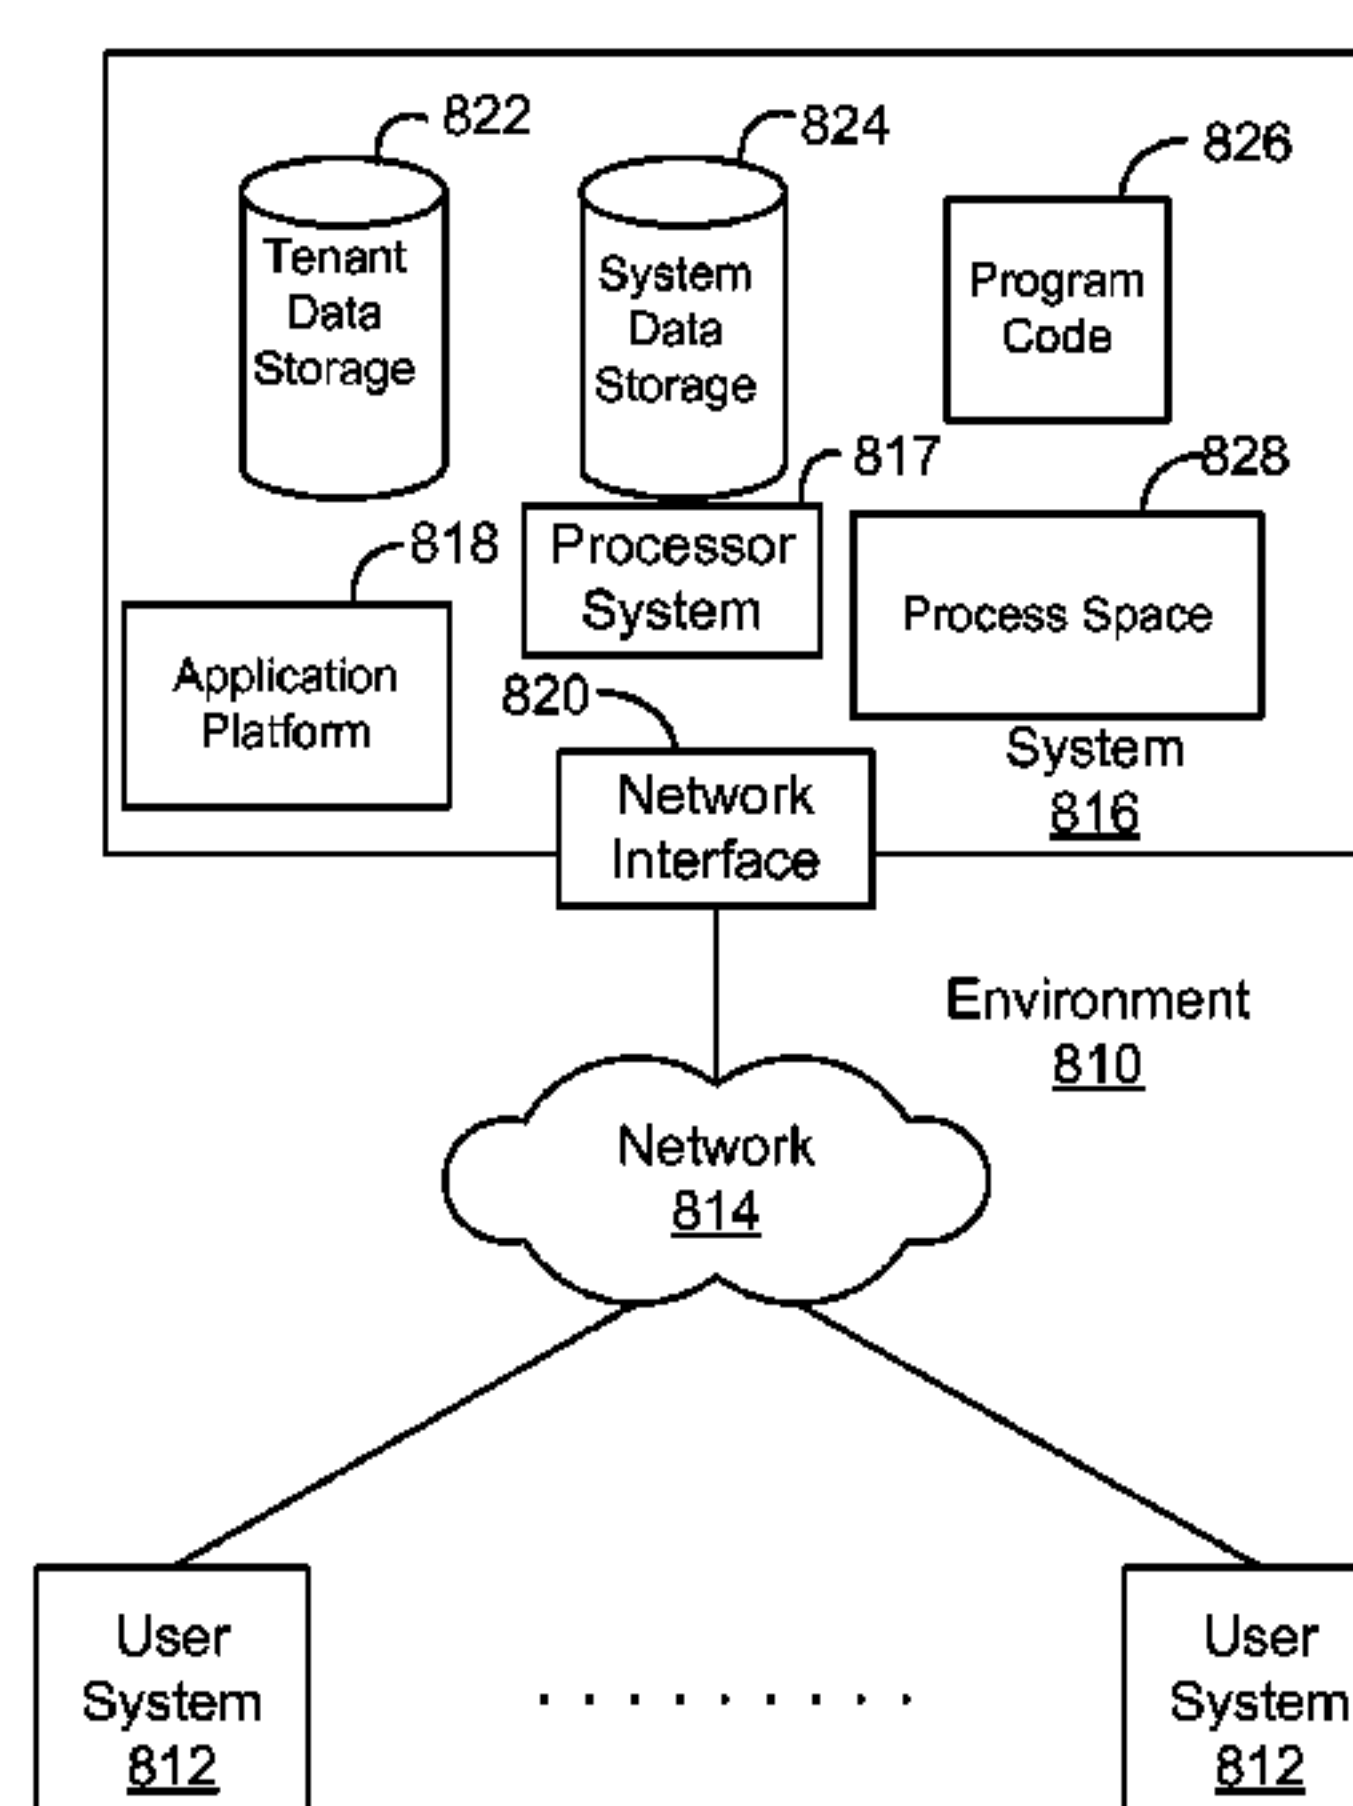 822
824
826
Tenant
Data
Storage
System
Data
Storage
Program
Code
817
828
818
Processor
System
Process Space
Application
Platform
820
System
816
Network
Interface
Environment
810
Network
814
User
System
812
. . . . . . . . .
User
System
812